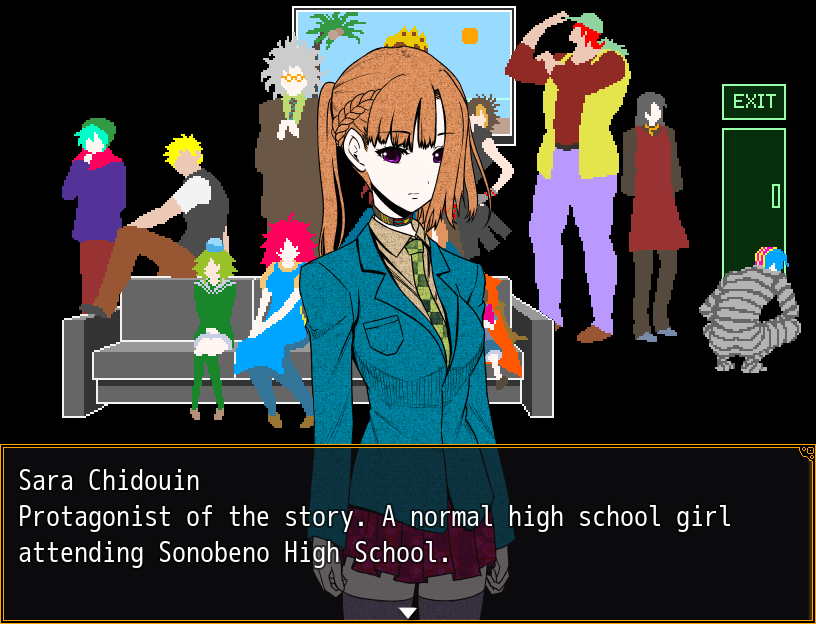 EXIT
Sara Chidouin
Protagonist of the story. A normal high school girl
attending Sonobeno High School.